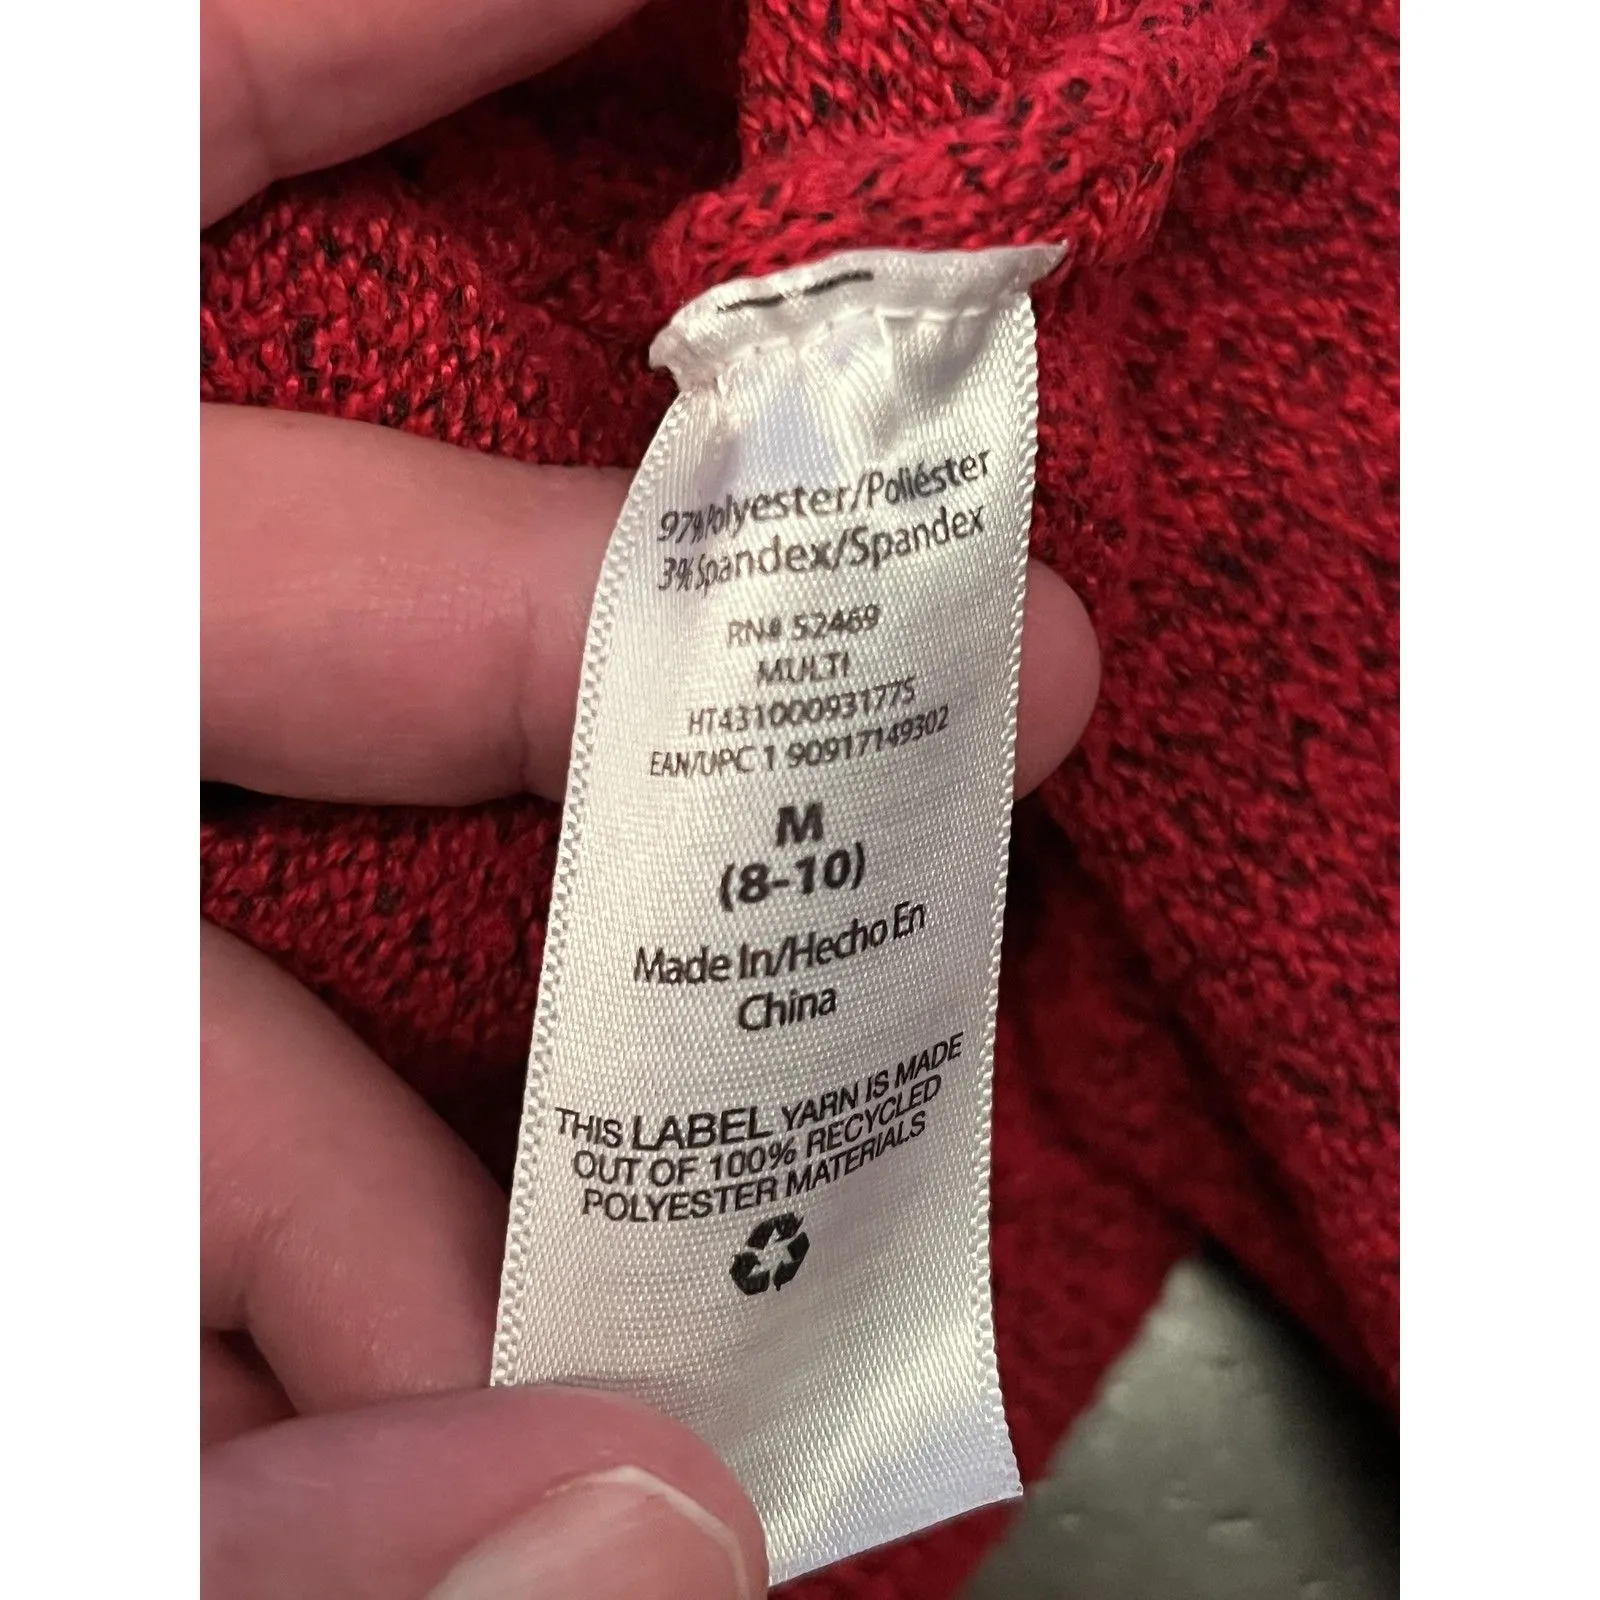 97% Polyester/Poliéster
3% Spandex/Spandex
RN# 52469
MULTI
HT431000931775
EAN/UPC 1 90917149302
M
(8-10)
Made In/Hecho En
China
THIS LABEL YARN IS MADE
OUT OF 100% RECYCLED
POLYESTER MATERIALS